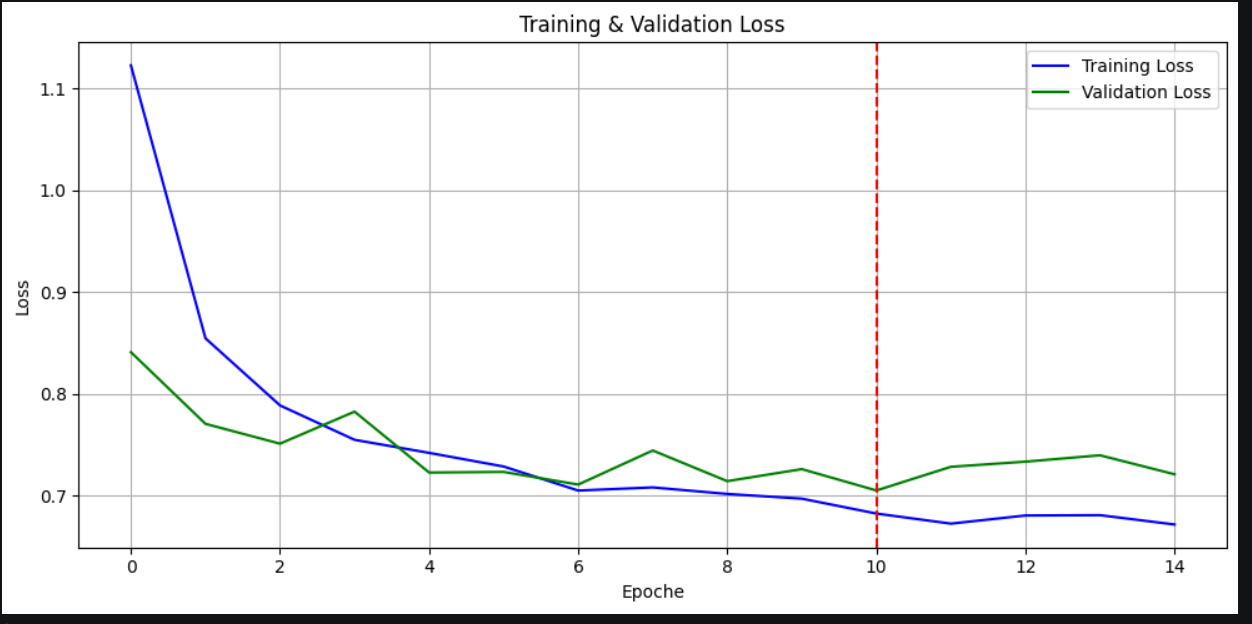 Training & Validation Loss
Training Loss
Validation Loss
1.1
1.0
0.9
0.8
0.7
Loss
0 2 4 6 8 10 12 14
Epoche